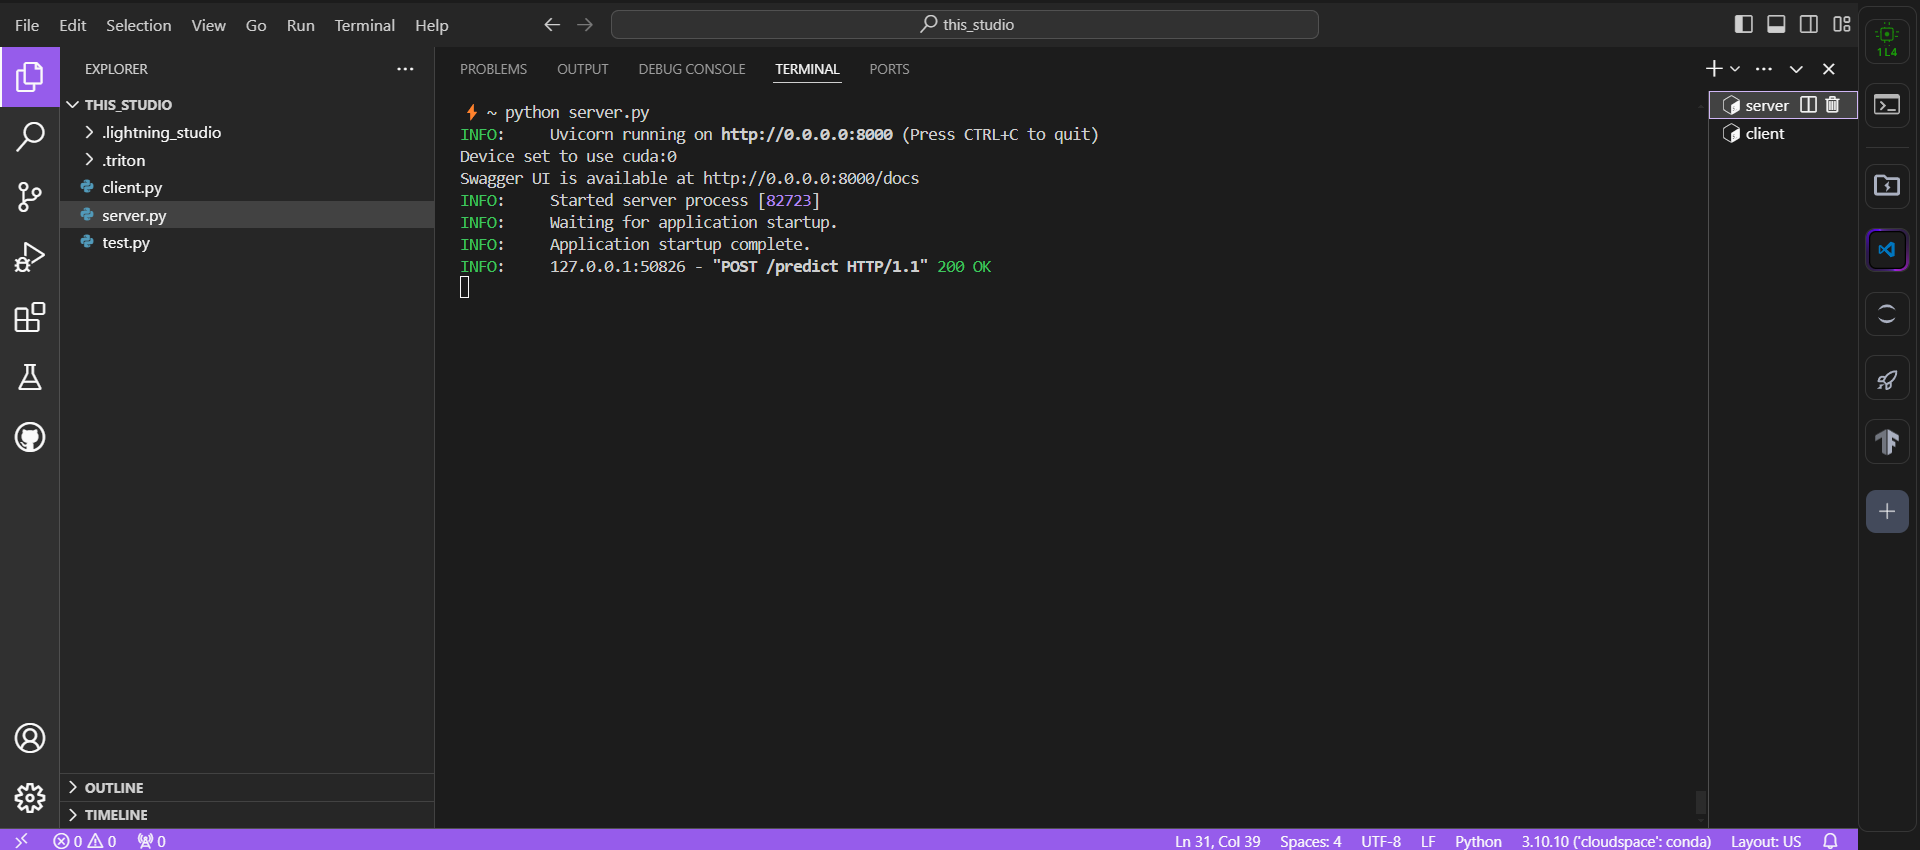 File Edit Selection View Go Run Terminal Help
this_studio
1 L4
EXPLORER
THIS_STUDIO
.lightning_studio
.triton
client.py
server.py
test.py
OUTLINE
TIMELINE
PROBLEMS OUTPUT DEBUG CONSOLE TERMINAL PORTS
~ python server.py
INFO: Uvicorn running on http://0.0.0.0:8000 (Press CTRL+C to quit)
Device set to use cuda:0
Swagger UI is available at http://0.0.0.0:8000/docs
INFO: Started server process [82723]
INFO: Waiting for application startup.
INFO: Application startup complete.
INFO: 127.0.0.1:50826 - "POST /predict HTTP/1.1" 200 OK
server
client
0 0 0 Ln 31, Col 39 Spaces: 4 UTF-8 LF Python 3.10.10 ('cloudspace': conda) Layout: US